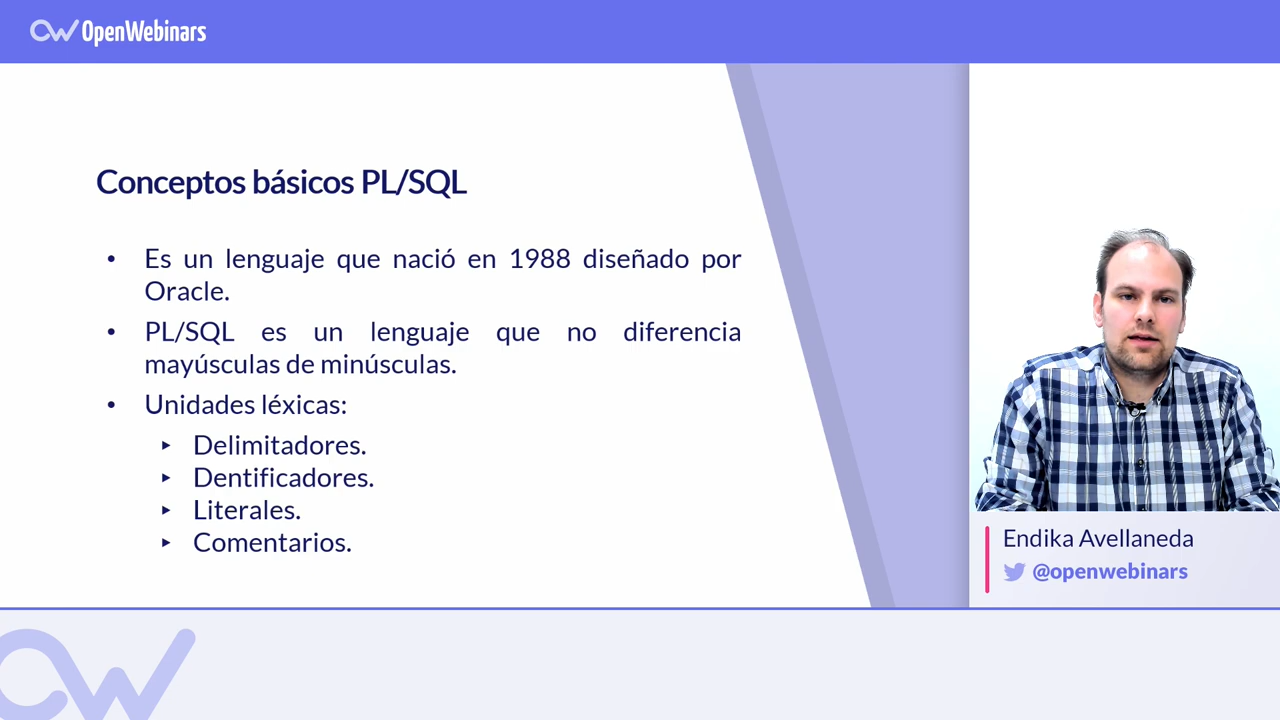 OpenWebinars
Conceptos básicos PL/SQL
• Es un lenguaje que nació en 1988 diseñado por
Oracle.
• PL/SQL es un lenguaje que no diferencia
mayúsculas de minúsculas.
• Unidades léxicas:
‣ Delimitadores.
‣ Dentificadores.
‣ Literales.
‣ Comentarios.
Endika Avellaneda
@openwebinars